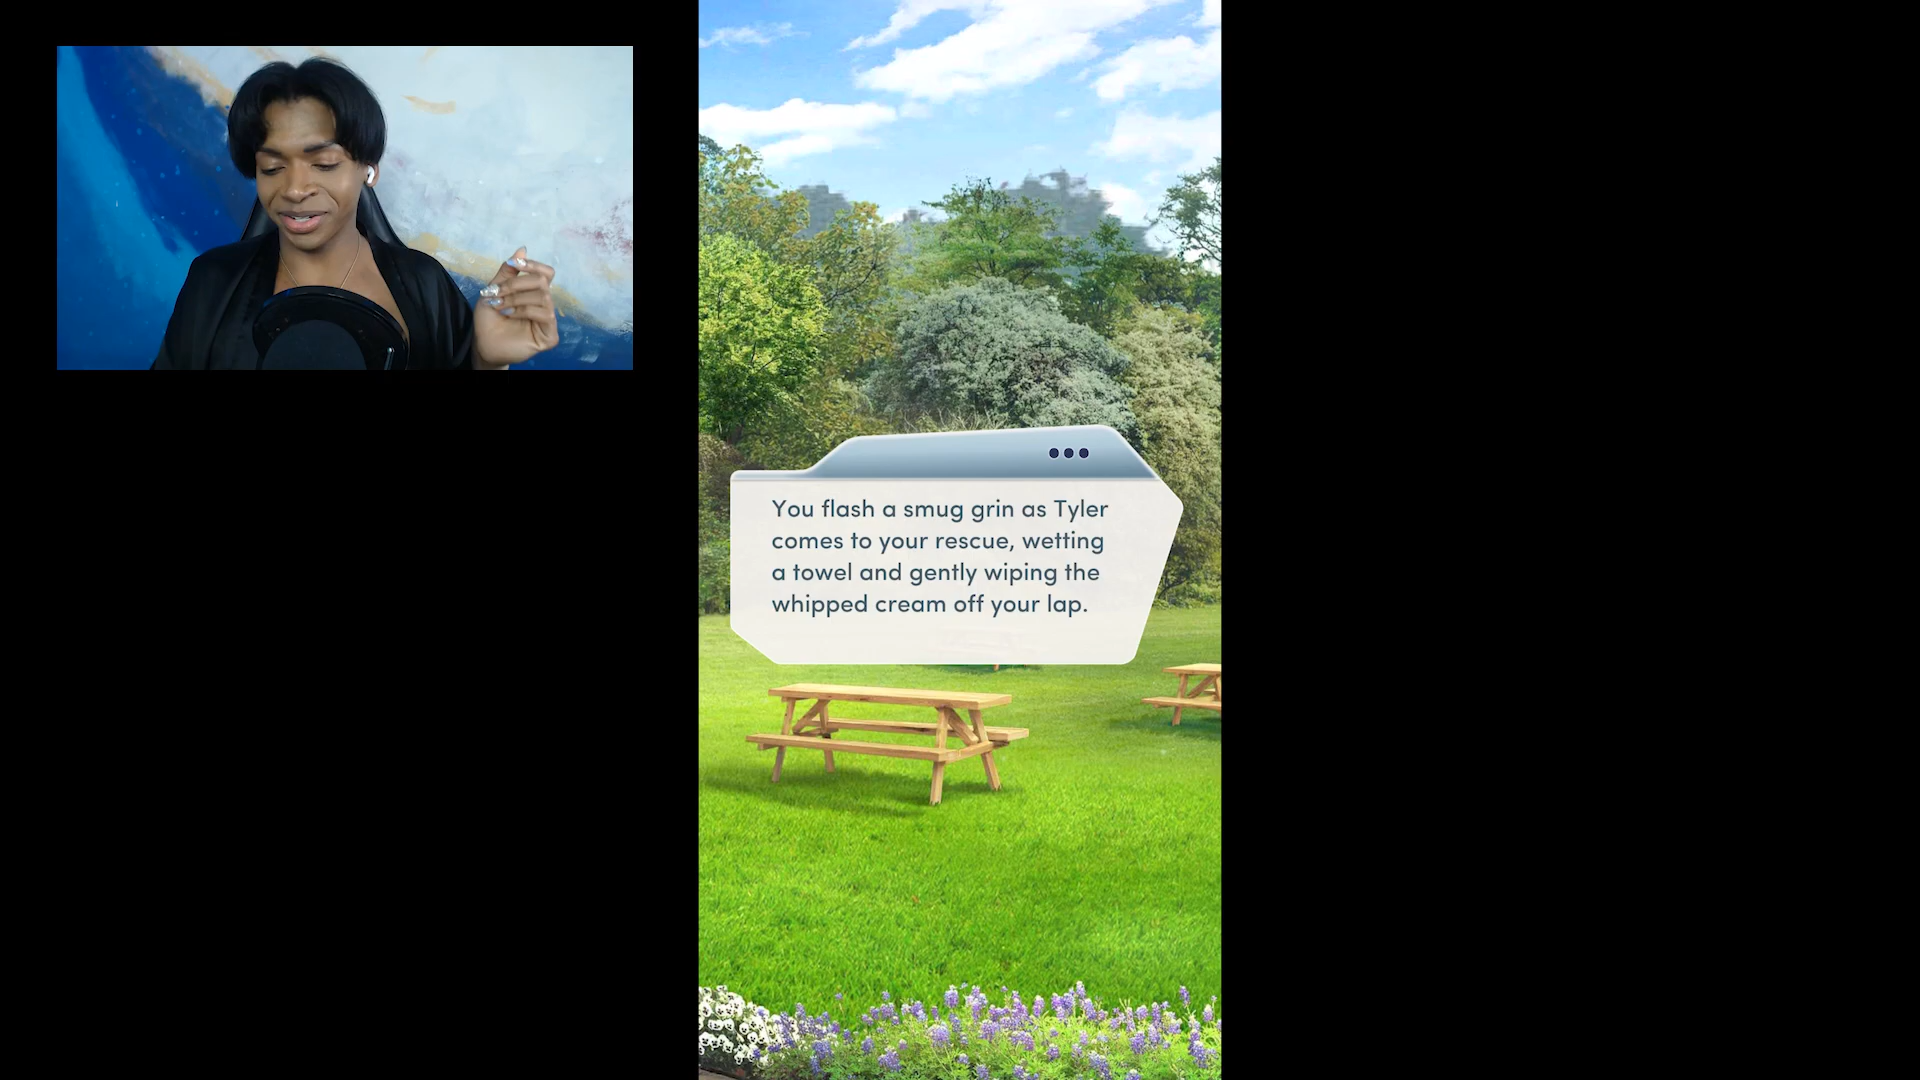 You flash a smug grin as Tyler
comes to your rescue, wetting
a towel and gently wiping the
whipped cream off your lap.